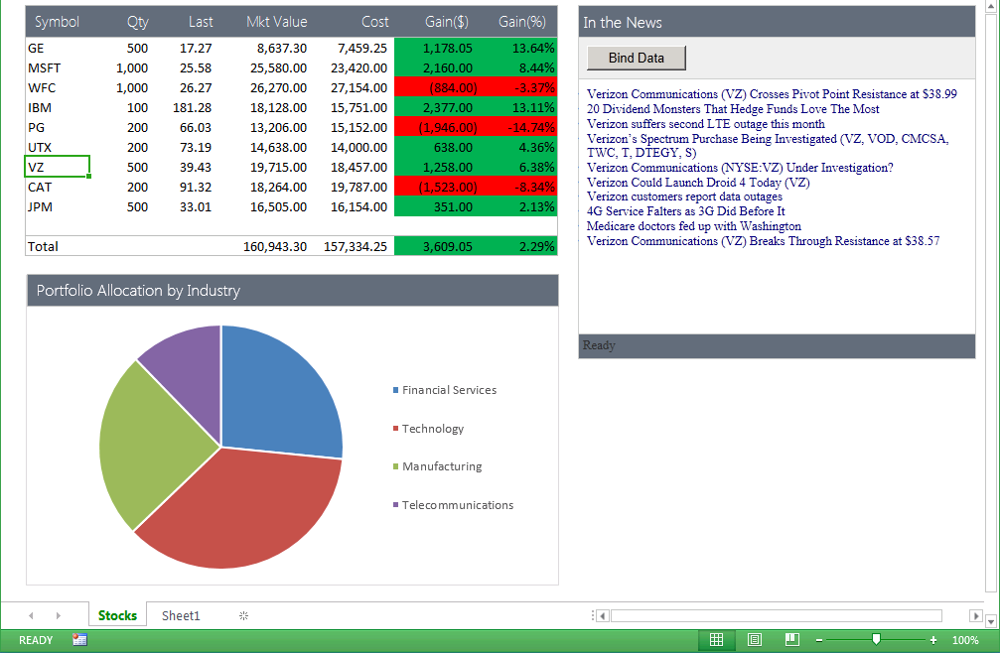 Symbol Qty Last Mkt Value Cost Gain($) Gain(%)
GE 500 17.27 8,637.30 7,459.25 1,178.05 13.64%
MSFT 1,000 25.58 25,580.00 23,420.00 2,160.00 8.44%
WFC 1,000 26.27 26,270.00 27,154.00 (884.00) -3.37%
IBM 100 181.28 18,128.00 15,751.00 2,377.00 13.11%
PG 200 66.03 13,206.00 15,152.00 (1,946.00) -14.74%
UTX 200 73.19 14,638.00 14,000.00 638.00 4.36%
VZ 500 39.43 19,715.00 18,457.00 1,258.00 6.38%
CAT 200 91.32 18,264.00 19,787.00 (1,523.00) -8.34%
JPM 500 33.01 16,505.00 16,154.00 351.00 2.13%
Total 160,943.30 157,334.25 3,609.05 2.29%
Portfolio Allocation by Industry
Financial Services
Technology
Manufacturing
Telecommunications
In the News
Bind Data
Verizon Communications (VZ) Crosses Pivot Point Resistance at $38.99
20 Dividend Monsters That Hedge Funds Love The Most
Verizon suffers second LTE outage this month
Verizon’s Spectrum Purchase Being Investigated (VZ, VOD, CMCSA,
TWC, T, DTEGY, S)
Verizon Communications (NYSE:VZ) Under Investigation?
Verizon Could Launch Droid 4 Today (VZ)
Verizon customers report data outages
4G Service Falters as 3G Did Before It
Medicare doctors fed up with Washington
Verizon Communications (VZ) Breaks Through Resistance at $38.57
Ready
Stocks Sheet1
READY 100%